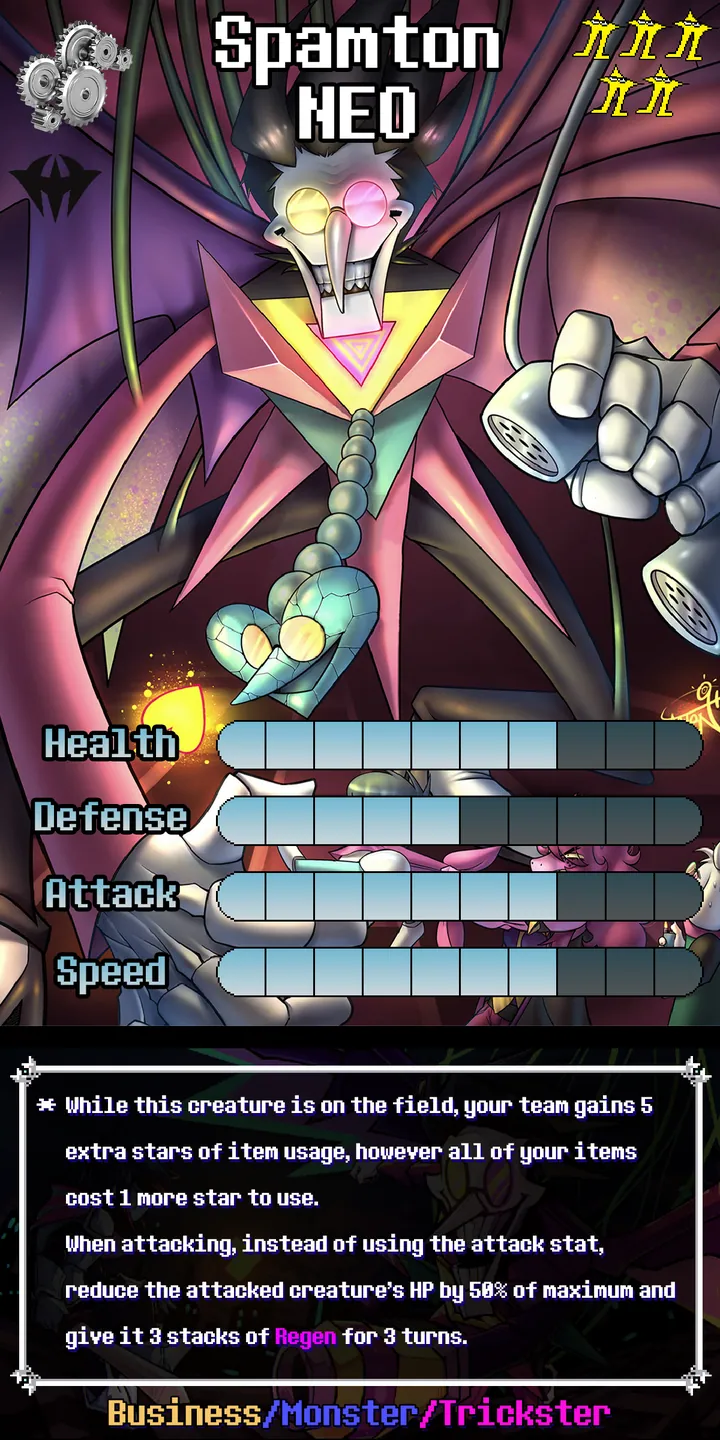 Spamton
NEO
Health
Defense
Attack
Speed
* While this creature is on the field, your team gains 5
extra stars of item usage, however all of your items
cost 1 more star to use.
When attacking, instead of using the attack stat,
reduce the attacked creature's HP by 50% of maximum and
give it 3 stacks of Regen for 3 turns.
Business/Monster/Trickster